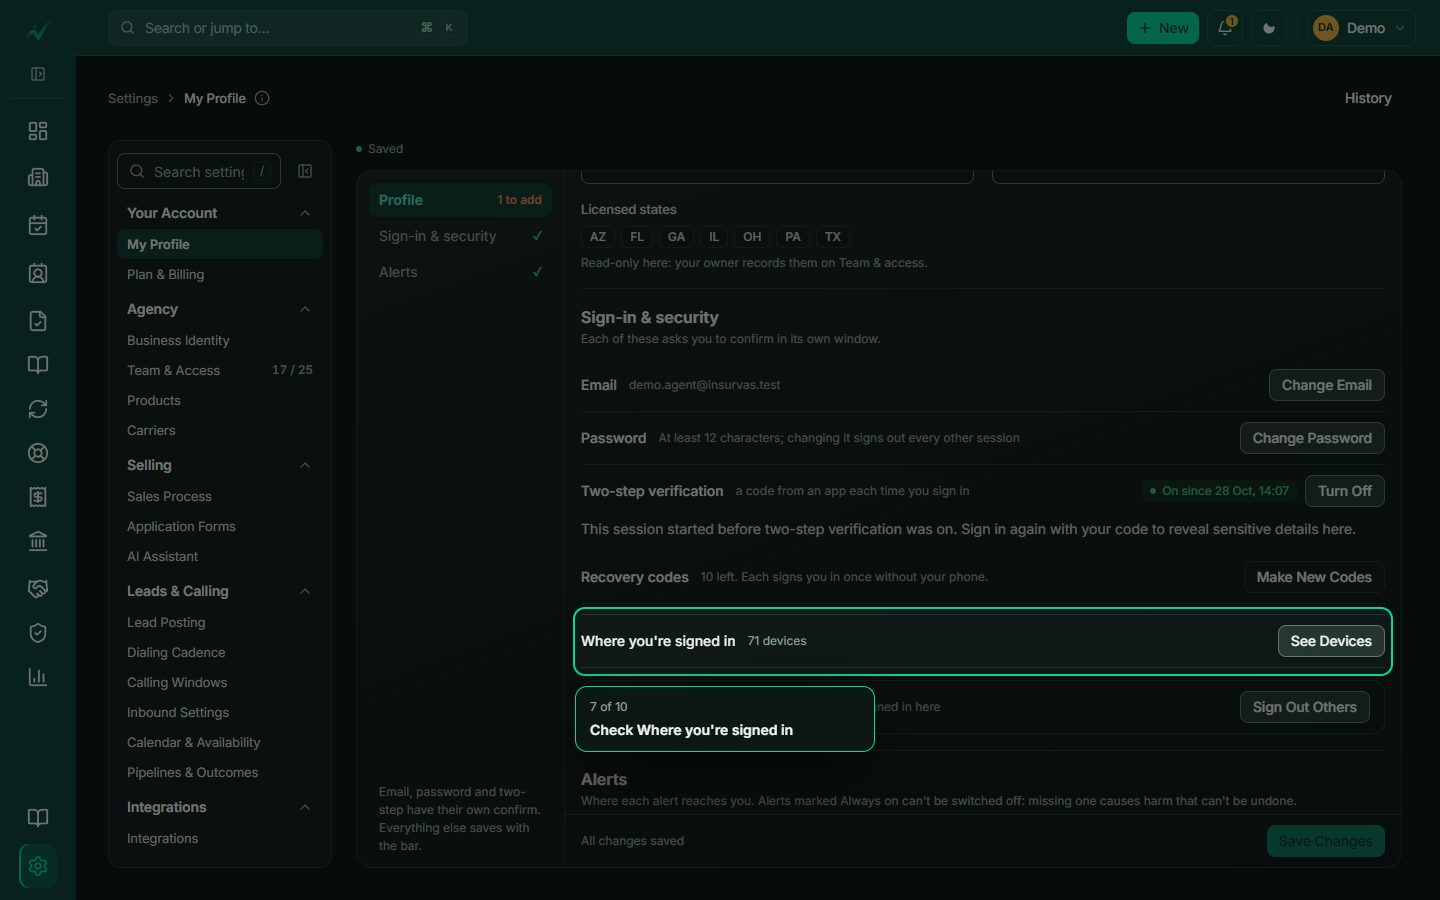 Search or jump to...
⌘ K
New
1
DA
Demo
Settings
My Profile
History
Search setting
/
Saved
Your Account
My Profile
Plan & Billing
Agency
Business Identity
Team & Access
17 / 25
Products
Carriers
Selling
Sales Process
Application Forms
AI Assistant
Leads & Calling
Lead Posting
Dialing Cadence
Calling Windows
Inbound Settings
Calendar & Availability
Pipelines & Outcomes
Integrations
Integrations
Profile
1 to add
Sign-in & security
Alerts
Email, password and two-
step have their own confirm.
Everything else saves with
the bar.
Licensed states
AZ FL GA IL OH PA TX
Read-only here: your owner records them on Team & access.
Sign-in & security
Each of these asks you to confirm in its own window.
Email demo.agent@insurvas.test
Change Email
Password At least 12 characters; changing it signs out every other session
Change Password
Two-step verification a code from an app each time you sign in
On since 28 Oct, 14:07
Turn Off
This session started before two-step verification was on. Sign in again with your code to reveal sensitive details here.
Recovery codes 10 left. Each signs you in once without your phone.
Make New Codes
Where you're signed in 71 devices
See Devices
7 of 10
Check Where you're signed in
ned in here
Sign Out Others
Alerts
Where each alert reaches you. Alerts marked Always on can't be switched off: missing one causes harm that can't be undone.
All changes saved
Save Changes